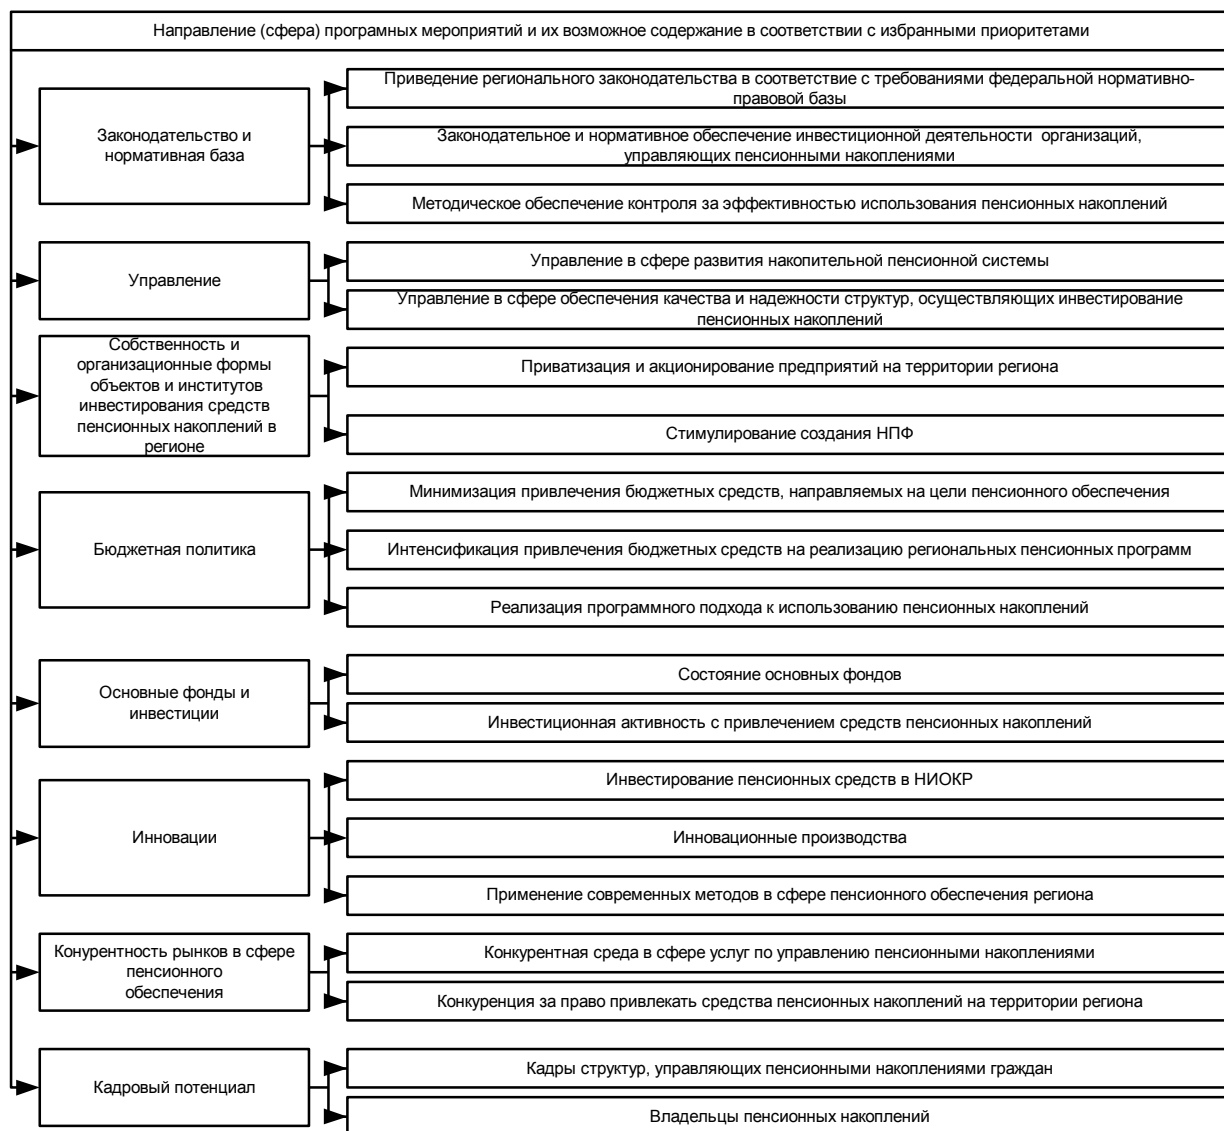 Направление (сфера) програмных мероприятий и их возможное содержание в соответствии с избранными приоритетами
Законодательство и
нормативная база
Приведение регионального законодательства в соответствие с требованиями федеральной нормативно-
правовой базы
Законодательное и нормативное обеспечение инвестиционной деятельности организаций,
управляющих пенсионными накоплениями
Методическое обеспечение контроля за эффективностью использования пенсионных накоплений
Управление
Управление в сфере развития накопительной пенсионной системы
Управление в сфере обеспечения качества и надежности структур, осуществляющих инвестирование
пенсионных накоплений
Собственность и
организационные формы
объектов и институтов
инвестирования средств
пенсионных накоплений в
регионе
Приватизация и акционирование предприятий на территории региона
Стимулирование создания НПФ
Бюджетная политика
Минимизация привлечения бюджетных средств, направляемых на цели пенсионного обеспечения
Интенсификация привлечения бюджетных средств на реализацию региональных пенсионных программ
Реализация программного подхода к использованию пенсионных накоплений
Основные фонды и
инвестиции
Состояние основных фондов
Инвестиционная активность с привлечением средств пенсионных накоплений
Инновации
Инвестирование пенсионных средств в НИОКР
Инновационные производства
Применение современных методов в сфере пенсионного обеспечения региона
Конурентность рынков в сфере
пенсионного
обеспечения
Конкурентная среда в сфере услуг по управлению пенсионными накоплениями
Конкуренция за право привлекать средства пенсионных накоплений на территории региона
Кадровый потенциал
Кадры структур, управляющих пенсионными накоплениями граждан
Владельцы пенсионных накоплений